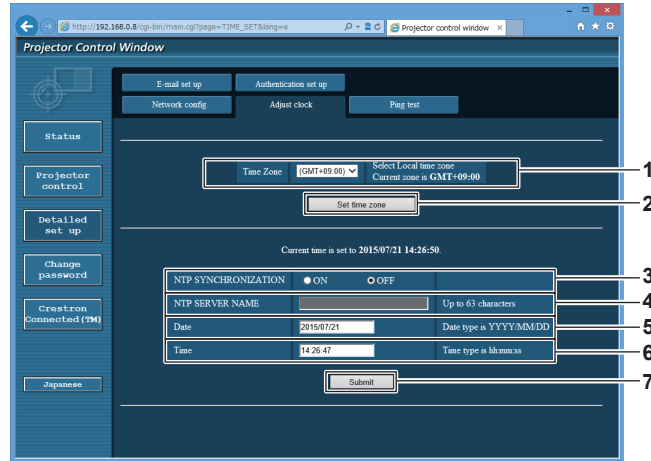 http://192.168.0.8/cgi-bin/main.cgi?page=TIME_SET&lang=e
Projector control window
Projector Control Window
E-mail set up
Authentication set up
Network config
Adjust clock
Ping test
Status
Projector
control
Detailed
set up
Change
password
Crestron
Connected(TM)
Japanese
Time Zone
(GMT+09:00)
Select Local time zone
Current zone is GMT+09:00
1
Set time zone
2
Current time is set to 2015/07/21 14:26:50.
NTP SYNCHRONIZATION ON OFF
3
NTP SERVER NAME Up to 63 characters
4
Date 2015/07/21 Date type is YYYY/MM/DD
5
Time 14:26:47 Time type is hh:mm:ss
6
Submit
7